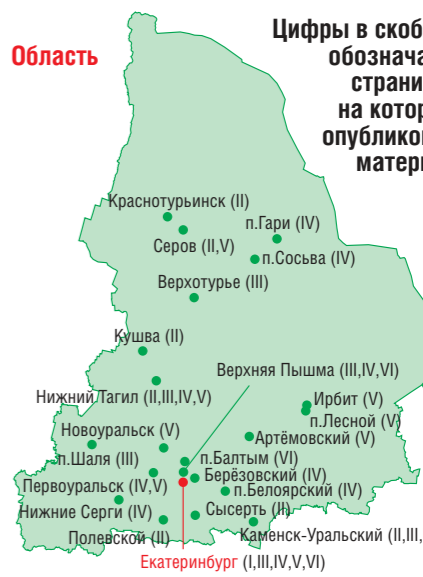 Область
Цифры в скоб
обознача
страни
на котор
опубликов
матери
Краснотурьинск (II)
п.Гари (IV)
Серов (II,V)
п.Сосьва (IV)
Верхотурье (III)
Кушва (II)
Верхняя Пышма (III,IV,VI)
Нижний Тагил (II,III,IV,V)
Ирбит (V)
п.Лесной (V)
Новоуральск (V)
Артёмовский (V)
п.Шаля (III)
п.Балтым (VI)
Берёзовский (IV)
Первоуральск (IV,V)
п.Белоярский (IV)
Нижние Серги (IV)
Сысерть (II)
Полевской (II)
Каменск-Уральский (II,III,
Екатеринбург (I,III,IV,V,VI)